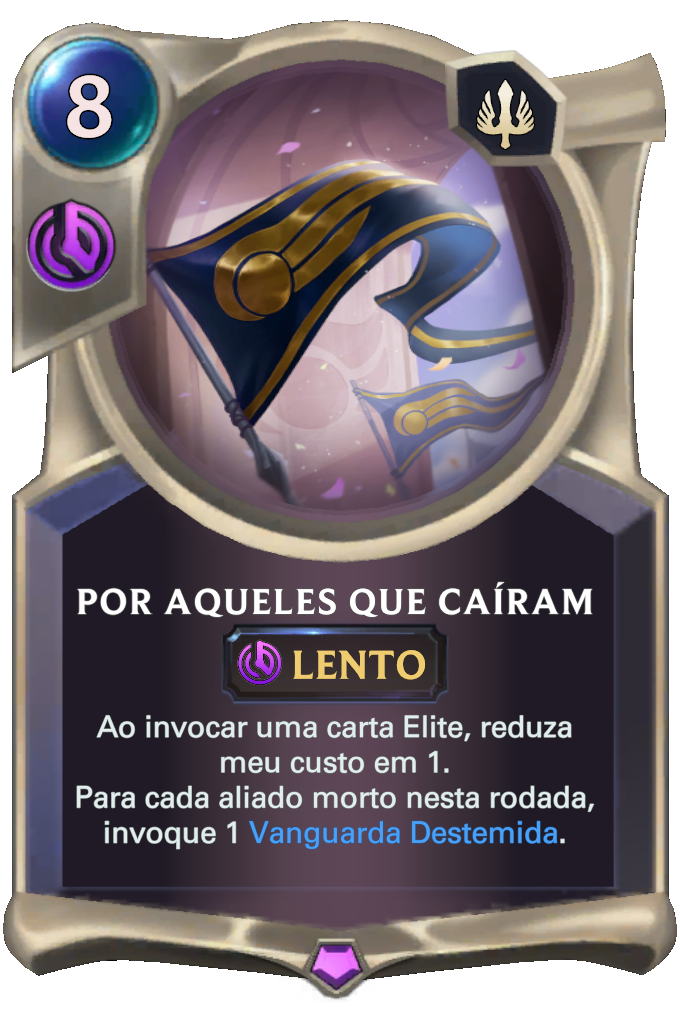 8
POR AQUELES QUE CAÍRAM
LENTO
Ao invocar uma carta Elite, reduza
meu custo em 1.
Para cada aliado morto nesta rodada,
invoque 1 Vanguarda Destemida.